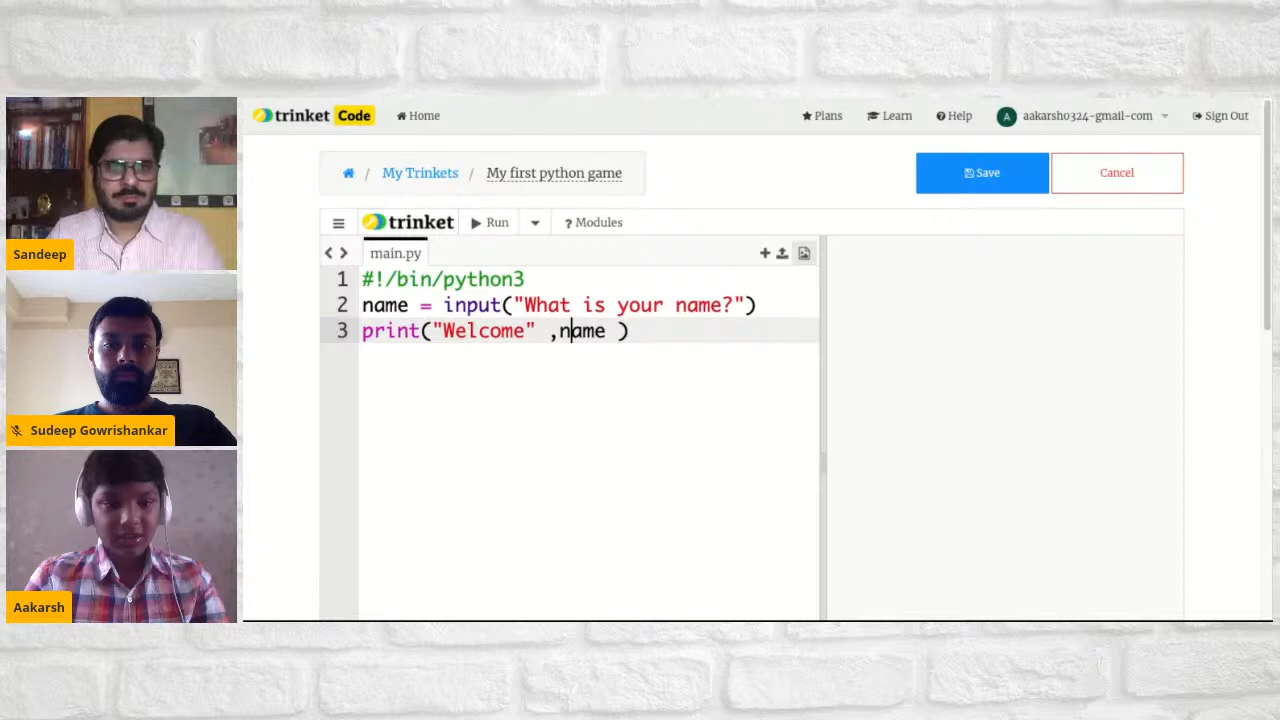 Sandeep
Sudeep Gowrishankar
Aakarsh
trinket Code Home Plans Learn Help A aakarsh0324-gmail-com Sign Out
/ My Trinkets / My first python game Save Cancel
trinket Run ? Modules
main.py
1 #!/bin/python3
2 name = input("What is your name?")
3 print("Welcome" ,name )